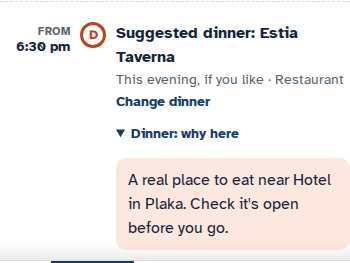 FROM
6:30 pm
D
Suggested dinner: Estia
Taverna
This evening, if you like · Restaurant
Change dinner
▼ Dinner: why here
A real place to eat near Hotel
in Plaka. Check it's open
before you go.